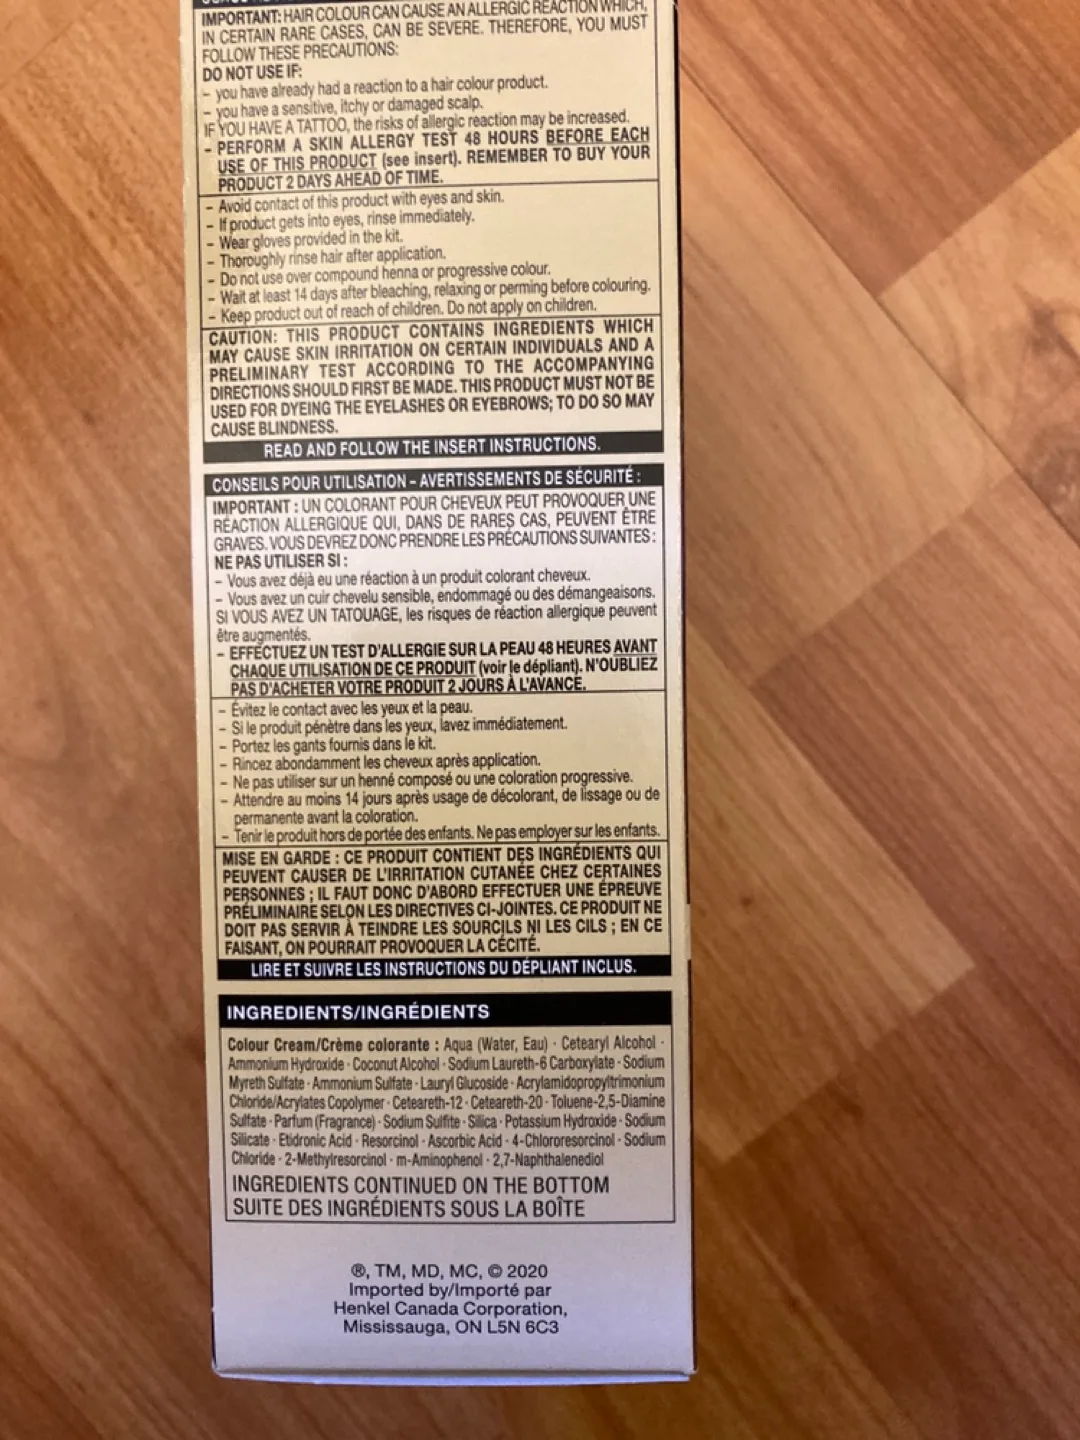 IMPORTANT: HAIR COLOUR CAN CAUSE AN ALLERGIC REACTION WHICH,
IN CERTAIN RARE CASES, CAN BE SEVERE. THEREFORE, YOU MUST
FOLLOW THESE PRECAUTIONS:
DO NOT USE IF:
- you have already had a reaction to a hair colour product.
- you have a sensitive, itchy or damaged scalp.
IF YOU HAVE A TATTOO, the risks of allergic reaction may be increased.
- PERFORM A SKIN ALLERGY TEST 48 HOURS BEFORE EACH
USE OF THIS PRODUCT (see insert). REMEMBER TO BUY YOUR
PRODUCT 2 DAYS AHEAD OF TIME.
- Avoid contact of this product with eyes and skin.
- If product gets into eyes, rinse immediately.
- Wear gloves provided in the kit.
- Thoroughly rinse hair after application.
- Do not use over compound henna or progressive colour.
- Wait at least 14 days after bleaching, relaxing or perming before colouring.
- Keep product out of reach of children. Do not apply on children.
CAUTION: THIS PRODUCT CONTAINS INGREDIENTS WHICH
MAY CAUSE SKIN IRRITATION ON CERTAIN INDIVIDUALS AND A
PRELIMINARY TEST ACCORDING TO THE ACCOMPANYING
DIRECTIONS SHOULD FIRST BE MADE. THIS PRODUCT MUST NOT BE
USED FOR DYEING THE EYELASHES OR EYEBROWS; TO DO SO MAY
CAUSE BLINDNESS.
READ AND FOLLOW THE INSERT INSTRUCTIONS.
CONSEILS POUR UTILISATION - AVERTISSEMENTS DE SÉCURITÉ :
IMPORTANT : UN COLORANT POUR CHEVEUX PEUT PROVOQUER UNE
RÉACTION ALLERGIQUE QUI, DANS DE RARES CAS, PEUVENT ÊTRE
GRAVES. VOUS DEVREZ DONC PRENDRE LES PRÉCAUTIONS SUIVANTES :
NE PAS UTILISER SI :
- Vous avez déjà eu une réaction à un produit colorant cheveux.
- Vous avez un cuir chevelu sensible, endommagé ou des démangeaisons.
SI VOUS AVEZ UN TATOUAGE, les risques de réaction allergique peuvent
être augmentés.
- EFFECTUEZ UN TEST D'ALLERGIE SUR LA PEAU 48 HEURES AVANT
CHAQUE UTILISATION DE CE PRODUIT (voir le dépliant). N'OUBLIEZ
PAS D'ACHETER VOTRE PRODUIT 2 JOURS À L'AVANCE.
- Évitez le contact avec les yeux et la peau.
- Si le produit pénètre dans les yeux, lavez immédiatement.
- Portez les gants fournis dans le kit.
- Rincez abondamment les cheveux après application.
- Ne pas utiliser sur un henné composé ou une coloration progressive.
- Attendre au moins 14 jours après usage de décolorant, de lissage ou de
permanente avant la coloration.
- Tenir le produit hors de portée des enfants. Ne pas employer sur les enfants.
MISE EN GARDE : CE PRODUIT CONTIENT DES INGRÉDIENTS QUI
PEUVENT CAUSER DE L'IRRITATION CUTANÉE CHEZ CERTAINES
PERSONNES ; IL FAUT DONC D'ABORD EFFECTUER UNE ÉPREUVE
PRÉLIMINAIRE SELON LES DIRECTIVES CI-JOINTES. CE PRODUIT NE
DOIT PAS SERVIR À TEINDRE LES SOURCILS NI LES CILS ; EN CE
FAISANT, ON POURRAIT PROVOQUER LA CÉCITÉ.
LIRE ET SUIVRE LES INSTRUCTIONS DU DÉPLIANT INCLUS.
INGREDIENTS/INGRÉDIENTS
Colour Cream/Crème colorante : Aqua (Water, Eau) · Cetearyl Alcohol ·
Ammonium Hydroxide · Coconut Alcohol · Sodium Laureth-6 Carboxylate · Sodium
Myreth Sulfate · Ammonium Sulfate · Lauryl Glucoside · Acrylamidopropyltrimonium
Chloride/Acrylates Copolymer · Ceteareth-12 · Ceteareth-20 · Toluene-2,5-Diamine
Sulfate · Parfum (Fragrance) · Sodium Sulfite · Silica · Potassium Hydroxide · Sodium
Silicate · Etidronic Acid · Resorcinol · Ascorbic Acid · 4-Chlororesorcinol · Sodium
Chloride · 2-Methylresorcinol · m-Aminophenol · 2,7-Naphthalenediol
INGREDIENTS CONTINUED ON THE BOTTOM
SUITE DES INGRÉDIENTS SOUS LA BOÎTE
®, TM, MD, MC, © 2020
Imported by/Importé par
Henkel Canada Corporation,
Mississauga, ON L5N 6C3